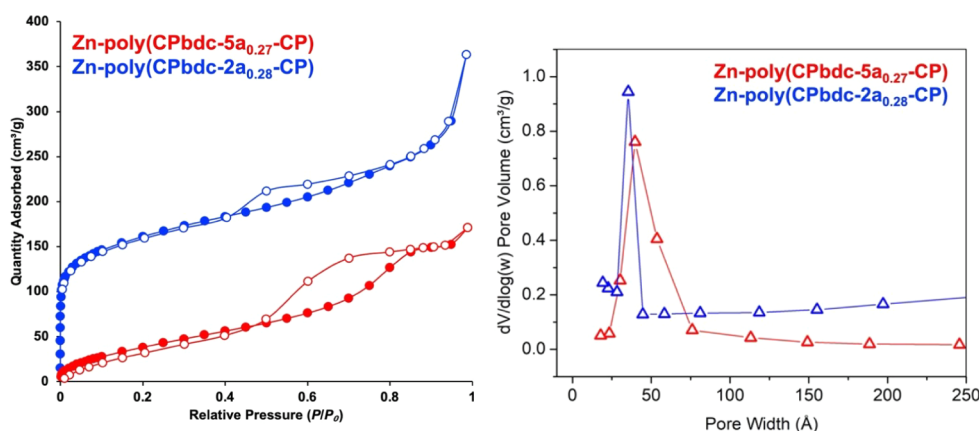 400
350
300
250
200
150
100
50
0
Quantity Adsorbed (cm³/g)
Zn-poly(CPbdc-5a₀.₂₇-CP)
Zn-poly(CPbdc-2a₀.₂₈-CP)
0 0.2 0.4 0.6 0.8 1
Relative Pressure (P/P₀)
1.0
0.8
0.6
0.4
0.2
0.0
dV/dlog(w) Pore Volume (cm³/g)
Zn-poly(CPbdc-5a₀.₂₇-CP)
Zn-poly(CPbdc-2a₀.₂₈-CP)
0 50 100 150 200 250
Pore Width (Å)